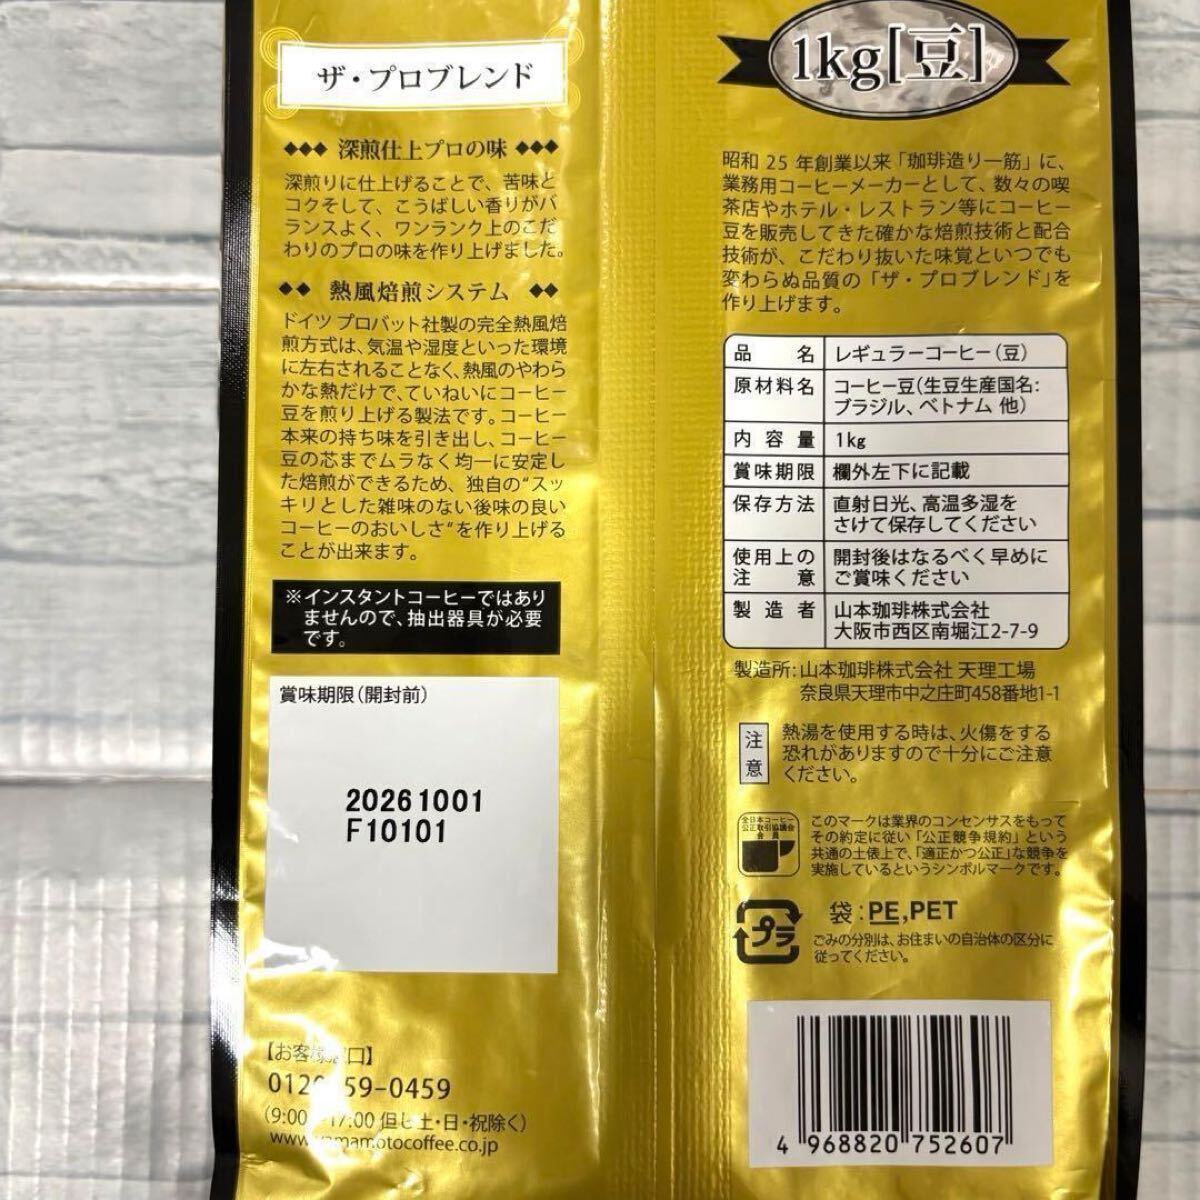 ザ・プロブレンド
◆◆◆ 深煎仕上プロの味 ◆◆◆
深煎りに仕上げることで、苦味と
コクそして、こうばしい香りがバ
ランスよく、ワンランク上のこだ
わりのプロの味を作り上げました。
◆◆ 熱風焙煎システム ◆◆
ドイツ プロバット社製の完全熱風焙
煎方式は、気温や湿度といった環境
に左右されることなく、熱風のやわら
かな熱だけで、ていねいにコーヒー
豆を煎り上げる製法です。コーヒー
本来の持ち味を引き出し、コーヒー
豆の芯までムラなく均一に安定し
た焙煎ができるため、独自の“スッ
キリとした雑味のない後味の良い
コーヒーのおいしさ“を作り上げる
ことが出来ます。
※インスタントコーヒーではあり
ませんので、抽出器具が必要
です。
賞味期限（開封前）
20261001
F10101
【お客様窓口】
59-0459
(9:00 17:00 但し土・日・祝除く)
www.yamamotocoffee.co.jp
1kg[豆]
昭和25年創業以来「珈琲造り一筋」に、
業務用コーヒーメーカーとして、数々の喫
茶店やホテル・レストラン等にコーヒー
豆を販売してきた確かな焙煎技術と配合
技術が、こだわり抜いた味覚といつでも
変わらぬ品質の「ザ・プロブレンド」を
作り上げます。
品名 レギュラーコーヒー（豆）
原材料名 コーヒー豆（生豆生産国名：
ブラジル、ベトナム 他）
内容量 1kg
賞味期限 欄外左下に記載
保存方法 直射日光、高温多湿を
さけて保存してください
使用上の 開封後はなるべく早めに
注意 ご賞味ください
製造者 山本珈琲株式会社
大阪市西区南堀江2-7-9
製造所：山本珈琲株式会社 天理工場
奈良県天理市中之庄町458番地1-1
注意 熱湯を使用する時は、火傷をする
恐れがありますので十分にご注意
ください。
全日本コーヒー
公正取引協議会
会員
このマークは業界のコンセンサスをもって
その約定に従い「公正競争規約」という
共通の土俵上で、「適正かつ公正」な競争を
実施しているというシンボルマークです。
プラ
袋：PE,PET
ごみの分別は、お住まいの自治体の区分に
従ってください。
4 968820 752607